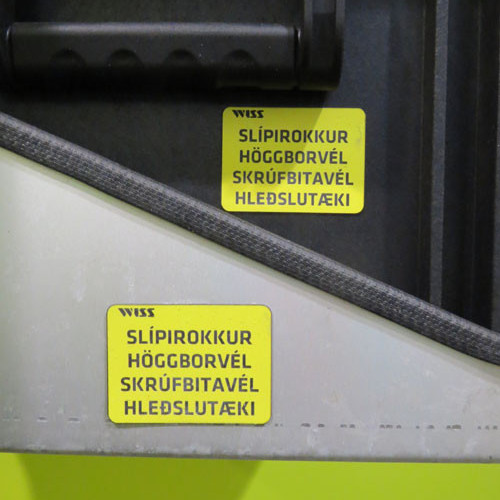 WISS
SLÍPIROKKUR
HÖGGBORVÉL
SKRÚFBITAVÉL
HLEÐSLUTÆKI
WISS
SLÍPIROKKUR
HÖGGBORVÉL
SKRÚFBITAVÉL
HLEÐSLUTÆKI